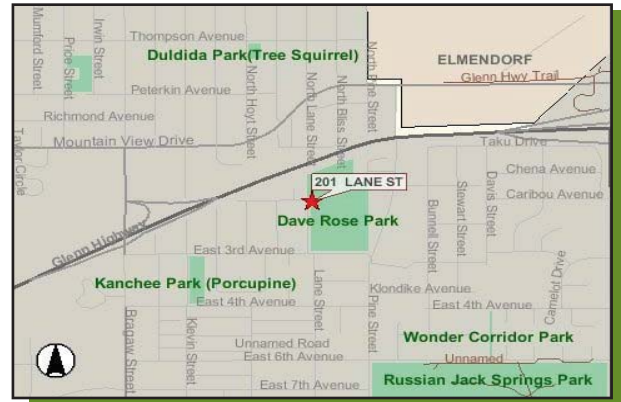 Mumford Street
Price Street
Irwin Street
Thompson Avenue
Duldida Park(Tree Squirrel)
North Pine Street
ELMENDORF
Glenn Hwy Trail
Peterkin Avenue
North Hoyt Street
North Lane Street
North Bliss Street
Richmond Avenue
Mountain View Drive
Taku Drive
Taylor Circle
Chena Avenue
201 LANE ST
Caribou Avenue
Davis Street
Stewart Street
Bunnell Street
Dave Rose Park
Glenn Highway
East 3rd Avenue
Kanchee Park (Porcupine)
Lane Street
Klondike Avenue
Camelot Drive
East 4th Avenue
East 4th Avenue
Pine Street
Bragaw Street
Klevin Street
Unnamed Road
Wonder Corridor Park
East 6th Avenue
Unnamed
East 7th Avenue
Russian Jack Springs Park